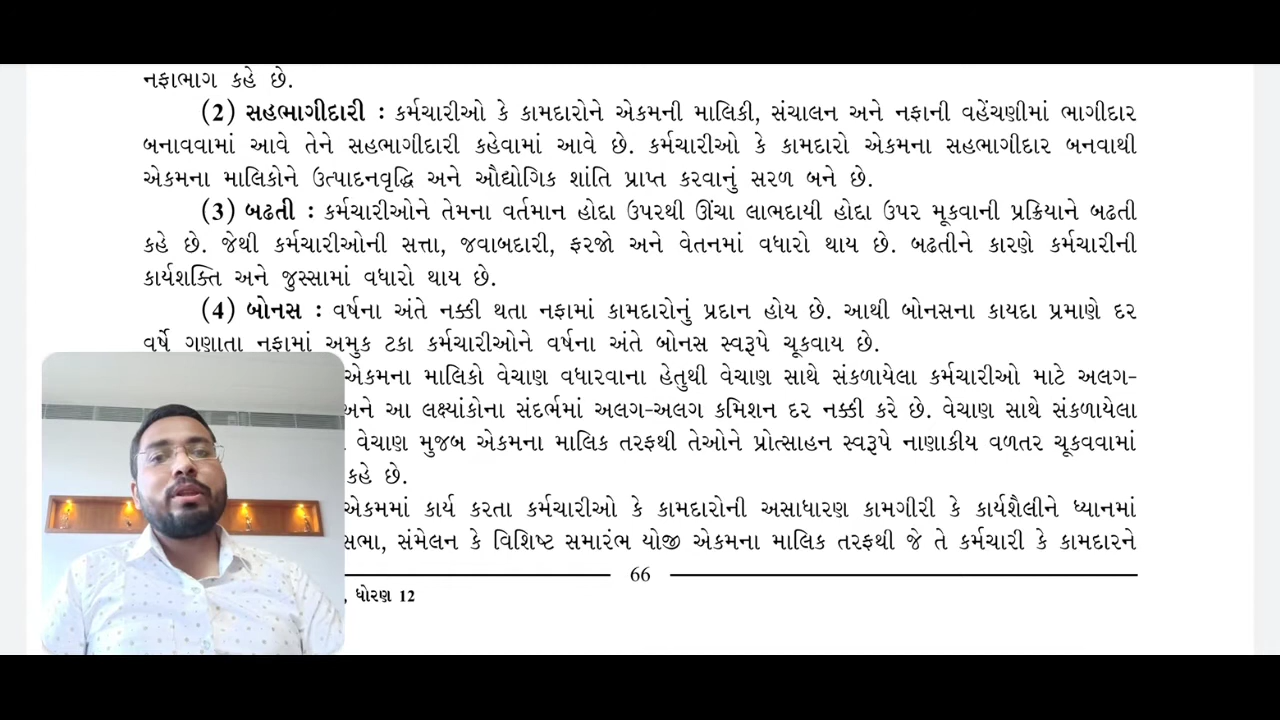 નફાભાગ કહે છે.
(2) સહભાગીદારી : કર્મચારીઓ કે કામદારોને એકમની માલિકી, સંચાલન અને નફાની વહેંચણીમાં ભાગીદાર
બનાવવામાં આવે તેને સહભાગીદારી કહેવામાં આવે છે. કર્મચારીઓ કે કામદારો એકમના સહભાગીદાર બનવાથી
એકમના માલિકોને ઉત્પાદનવૃદ્ધિ અને ઔદ્યોગિક શાંતિ પ્રાપ્ત કરવાનું સરળ બને છે.
(3) બઢતી : કર્મચારીઓને તેમના વર્તમાન હોદા ઉપરથી ઊંચા લાભદાયી હોદા ઉપર મૂકવાની પ્રક્રિયાને બઢતી
કહે છે. જેથી કર્મચારીઓની સત્તા, જવાબદારી, ફરજો અને વેતનમાં વધારો થાય છે. બઢતીને કારણે કર્મચારીની
કાર્યશક્તિ અને જુસ્સામાં વધારો થાય છે.
(4) બોનસ : વર્ષના અંતે નક્કી થતા નફામાં કામદારોનું પ્રદાન હોય છે. આથી બોનસના કાયદા પ્રમાણે દર
વર્ષે ગણાતા નફામાં અમુક ટકા કર્મચારીઓને વર્ષના અંતે બોનસ સ્વરૂપે ચૂકવાય છે.
એકમના માલિકો વેચાણ વધારવાના હેતુથી વેચાણ સાથે સંકળાયેલા કર્મચારીઓ માટે અલગ-
અને આ લક્ષ્યાંકોના સંદર્ભમાં અલગ-અલગ કમિશન દર નક્કી કરે છે. વેચાણ સાથે સંકળાયેલા
વેચાણ મુજબ એકમના માલિક તરફથી તેઓને પ્રોત્સાહન સ્વરૂપે નાણાકીય વળતર ચૂકવવામાં
કહે છે.
એકમમાં કાર્ય કરતા કર્મચારીઓ કે કામદારોની અસાધારણ કામગીરી કે કાર્યશૈલીને ધ્યાનમાં
સભા, સંમેલન કે વિશિષ્ટ સમારંભ યોજી એકમના માલિક તરફથી જે તે કર્મચારી કે કામદારને
66
, ધોરણ 12